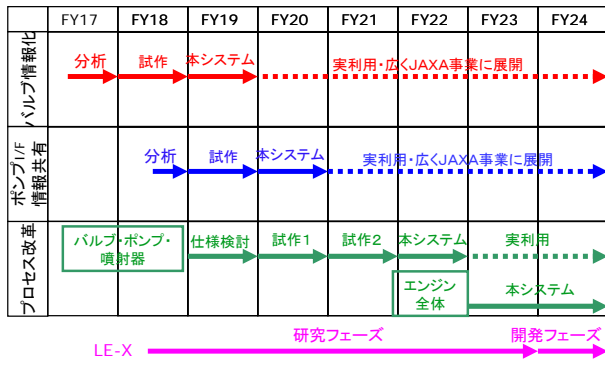 FY17 FY18 FY19 FY20 FY21 FY22 FY23 FY24
バルブ情報化
分析 試作 本システム 実利用・広くJAXA事業に展開
ポンプI/F
情報共有
分析 試作 本システム 実利用・広くJAXA事業に展開
プロセス改革
バルブ・ポンプ・
噴射器
仕様検討 試作1 試作2 本システム 実利用
エンジン
全体
本システム
LE-X 研究フェーズ 開発フェーズ